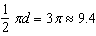 1/2 πd = 3π ≈ 9.4